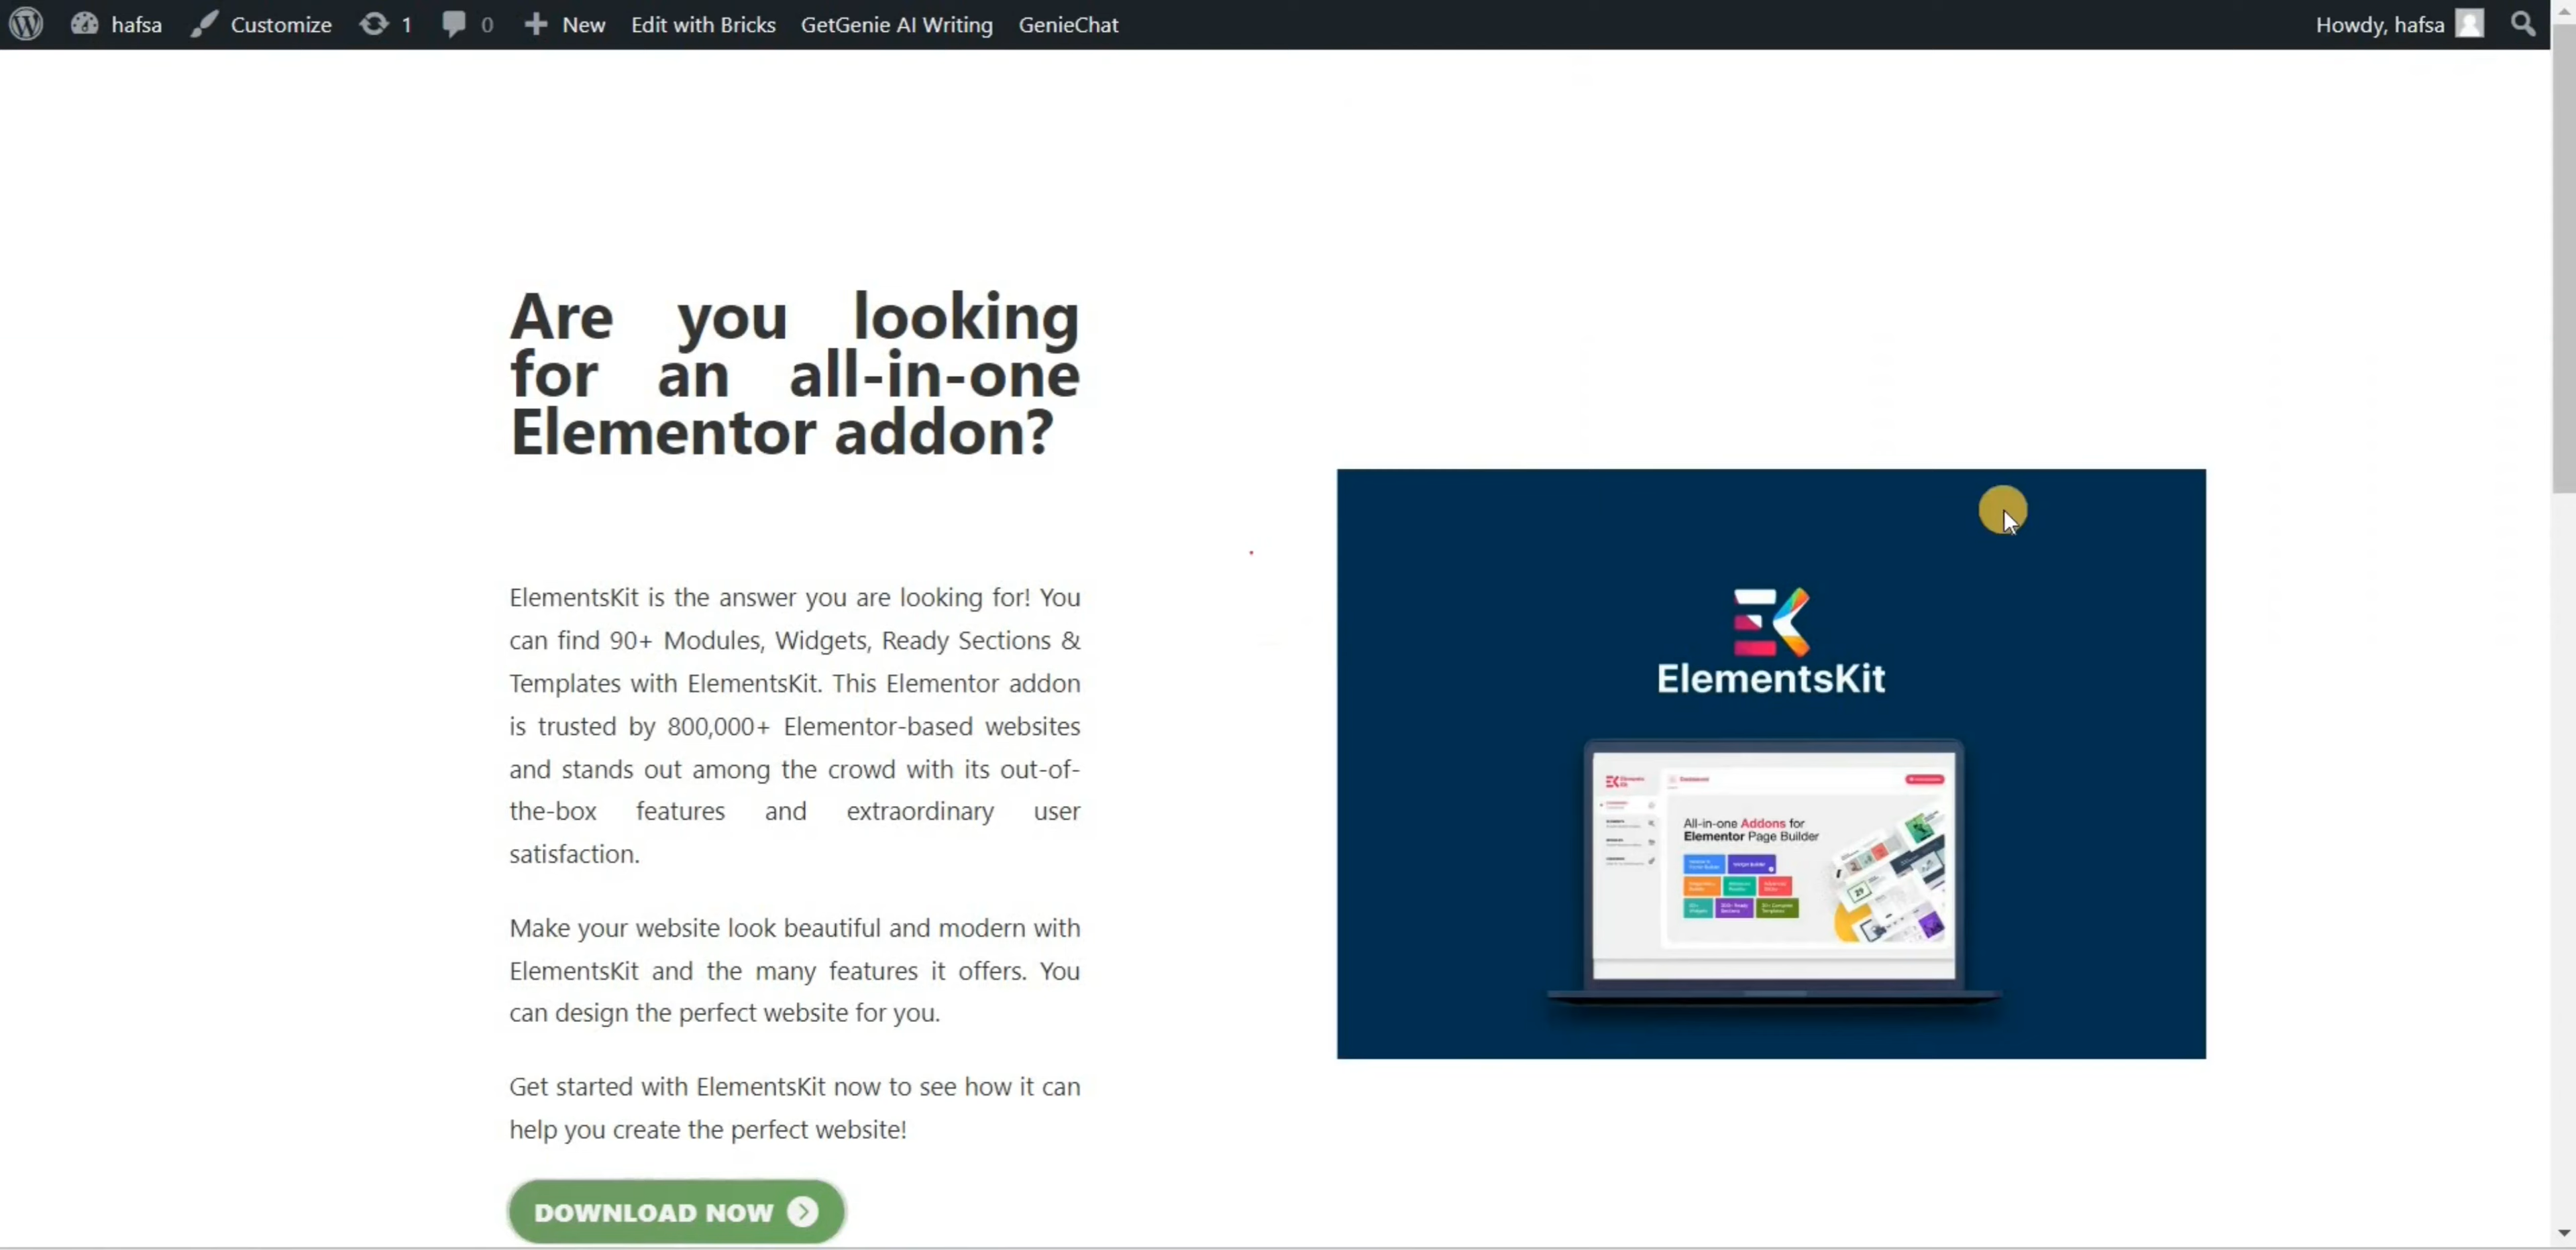 hafsa Customize 1 0 New Edit with Bricks GetGenie AI Writing GenieChat Howdy, hafsa
Are you looking
for an all-in-one
Elementor addon?
ElementsKit is the answer you are looking for! You
can find 90+ Modules, Widgets, Ready Sections &
Templates with ElementsKit. This Elementor addon
is trusted by 800,000+ Elementor-based websites
and stands out among the crowd with its out-of-
the-box features and extraordinary user
satisfaction.
Make your website look beautiful and modern with
ElementsKit and the many features it offers. You
can design the perfect website for you.
Get started with ElementsKit now to see how it can
help you create the perfect website!
DOWNLOAD NOW
ElementsKit
All-in-one Addons for
Elementor Page Builder